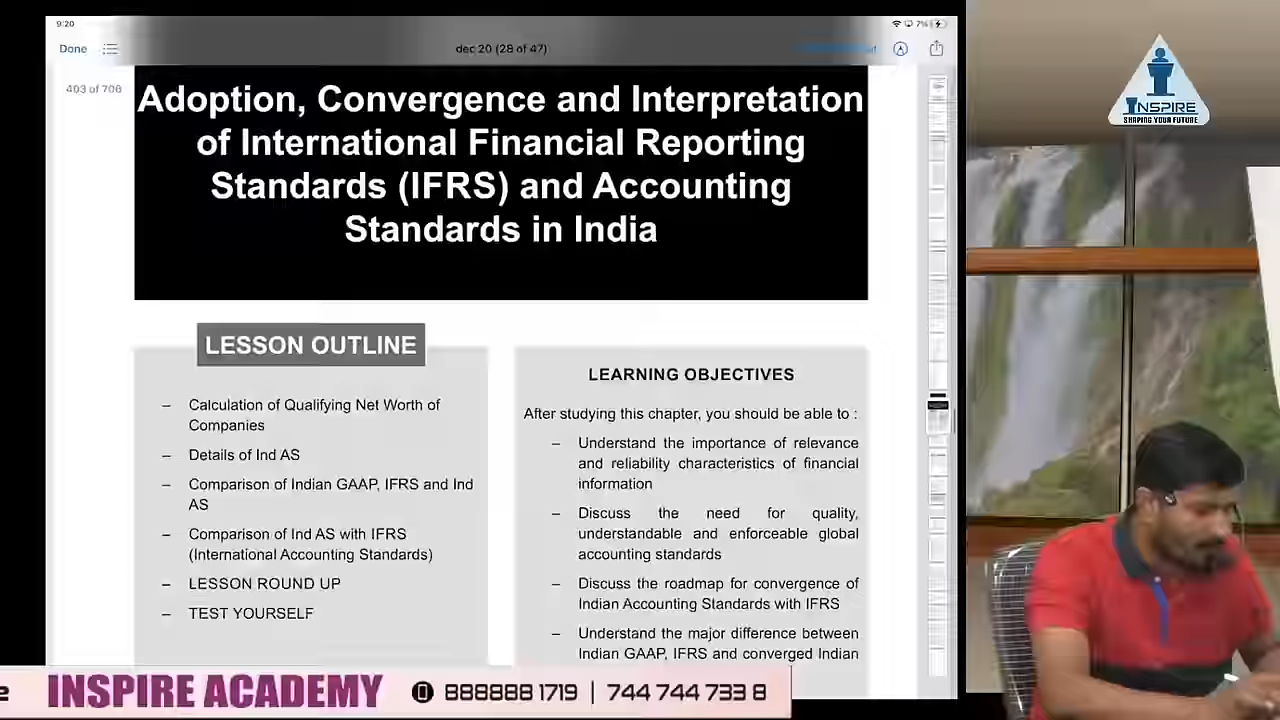 9:20
7%
Done
dec 20 (28 of 47)
403 of 706
Adoption, Convergence and Interpretation
of International Financial Reporting
Standards (IFRS) and Accounting
Standards in India
LESSON OUTLINE
– Calculation of Qualifying Net Worth of
Companies
– Details of Ind AS
– Comparison of Indian GAAP, IFRS and Ind
AS
– Comparison of Ind AS with IFRS
(International Accounting Standards)
– LESSON ROUND UP
– TEST YOURSELF
LEARNING OBJECTIVES
After studying this chapter, you should be able to :
– Understand the importance of relevance
and reliability characteristics of financial
information
– Discuss the need for quality,
understandable and enforceable global
accounting standards
– Discuss the roadmap for convergence of
Indian Accounting Standards with IFRS
– Understand the major difference between
Indian GAAP, IFRS and converged Indian
INSPIRE
SHAPING YOUR FUTURE
INSPIRE ACADEMY 888888 1719 | 744 744 733 8